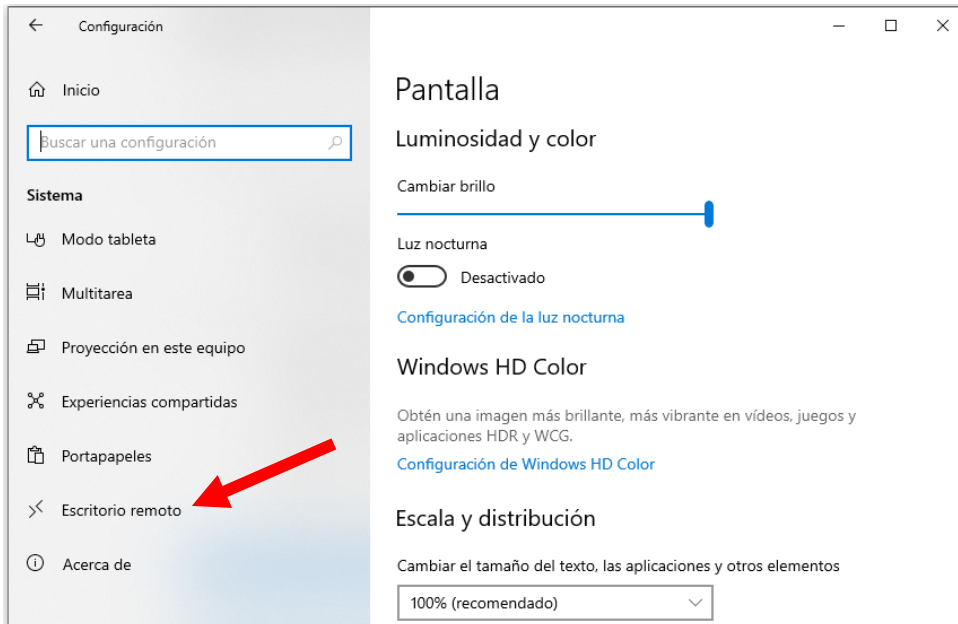 Configuración
Inicio
Buscar una configuración
Sistema
Modo tableta
Multitarea
Proyección en este equipo
Experiencias compartidas
Portapapeles
Escritorio remoto
Acerca de
Pantalla
Luminosidad y color
Cambiar brillo
Luz nocturna
Desactivado
Configuración de la luz nocturna
Windows HD Color
Obtén una imagen más brillante, más vibrante en vídeos, juegos y
aplicaciones HDR y WCG.
Configuración de Windows HD Color
Escala y distribución
Cambiar el tamaño del texto, las aplicaciones y otros elementos
100% (recomendado)